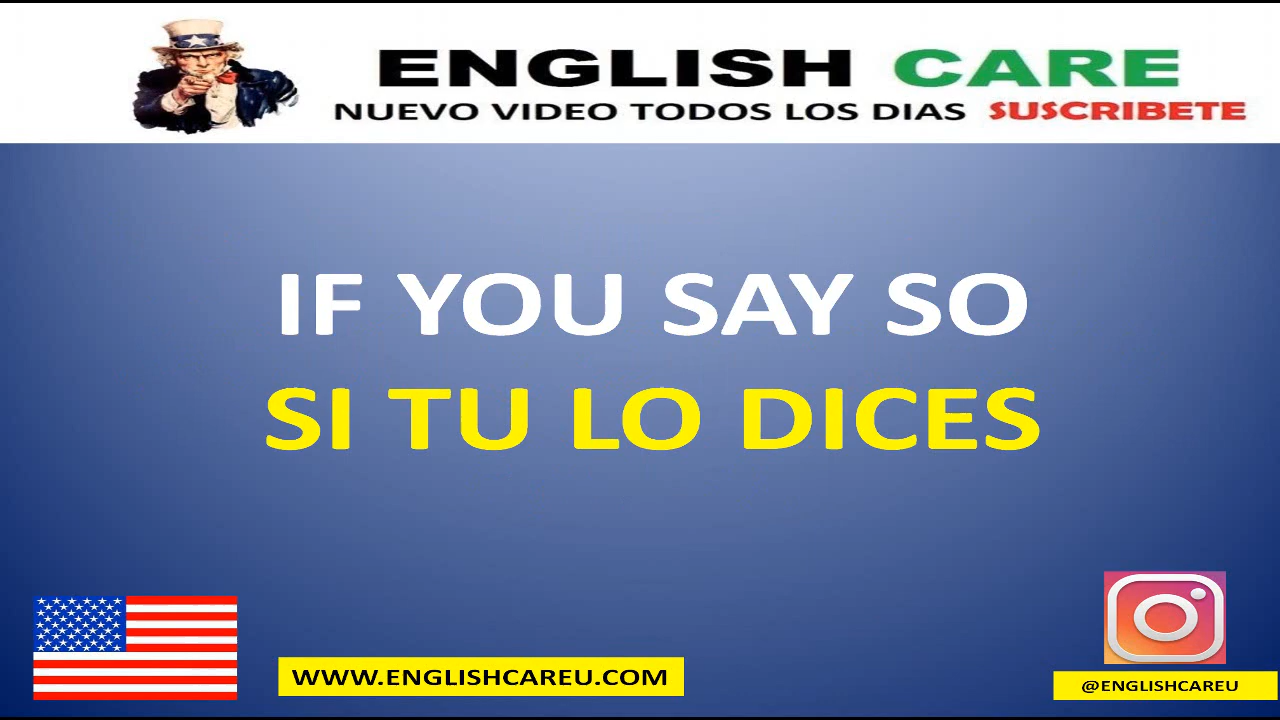 ENGLISH CARE
NUEVO VIDEO TODOS LOS DIAS SUSCRIBETE
IF YOU SAY SO
SI TU LO DICES
WWW.ENGLISHCAREU.COM
@ENGLISHCAREU